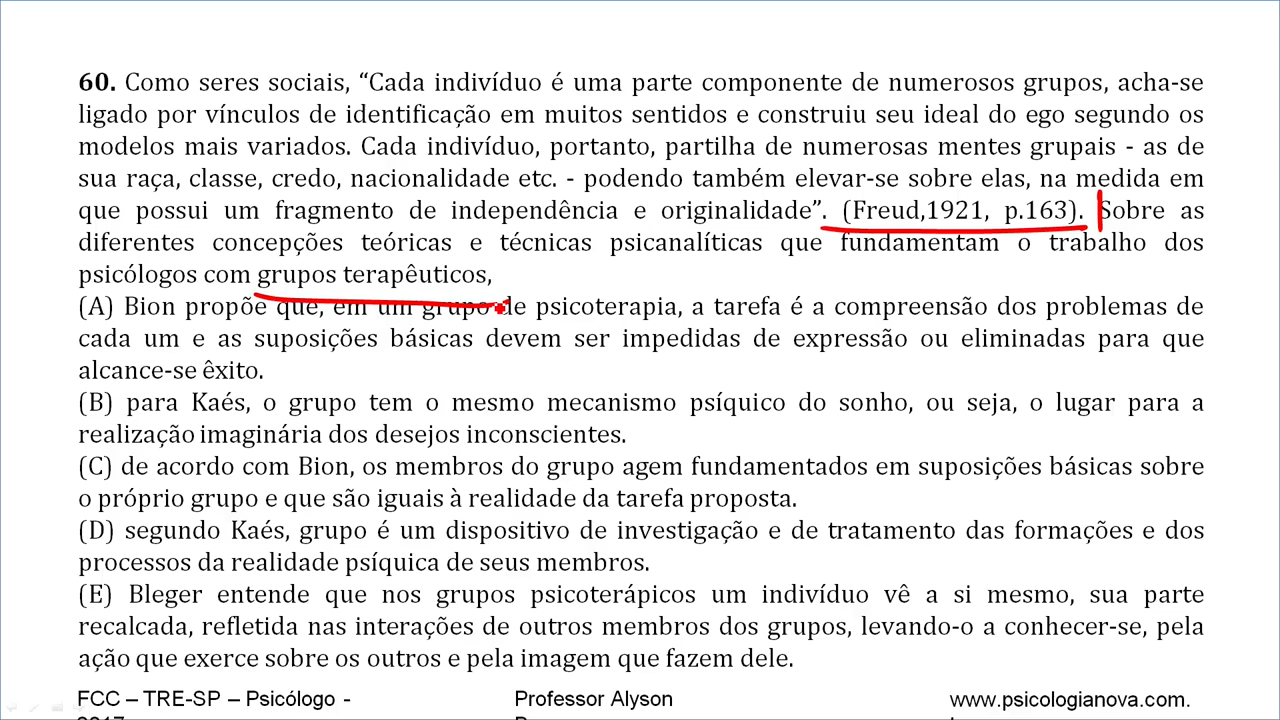 60. Como seres sociais, “Cada indivíduo é uma parte componente de numerosos grupos, acha-se
ligado por vínculos de identificação em muitos sentidos e construiu seu ideal do ego segundo os
modelos mais variados. Cada indivíduo, portanto, partilha de numerosas mentes grupais - as de
sua raça, classe, credo, nacionalidade etc. - podendo também elevar-se sobre elas, na medida em
que possui um fragmento de independência e originalidade”. (Freud,1921, p.163). Sobre as
diferentes concepções teóricas e técnicas psicanalíticas que fundamentam o trabalho dos
psicólogos com grupos terapêuticos,
(A) Bion propõe que, em um grupo de psicoterapia, a tarefa é a compreensão dos problemas de
cada um e as suposições básicas devem ser impedidas de expressão ou eliminadas para que
alcance-se êxito.
(B) para Kaés, o grupo tem o mesmo mecanismo psíquico do sonho, ou seja, o lugar para a
realização imaginária dos desejos inconscientes.
(C) de acordo com Bion, os membros do grupo agem fundamentados em suposições básicas sobre
o próprio grupo e que são iguais à realidade da tarefa proposta.
(D) segundo Kaés, grupo é um dispositivo de investigação e de tratamento das formações e dos
processos da realidade psíquica de seus membros.
(E) Bleger entende que nos grupos psicoterápicos um indivíduo vê a si mesmo, sua parte
recalcada, refletida nas interações de outros membros dos grupos, levando-o a conhecer-se, pela
ação que exerce sobre os outros e pela imagem que fazem dele.
FCC – TRE-SP – Psicólogo - Professor Alyson www.psicologianova.com.